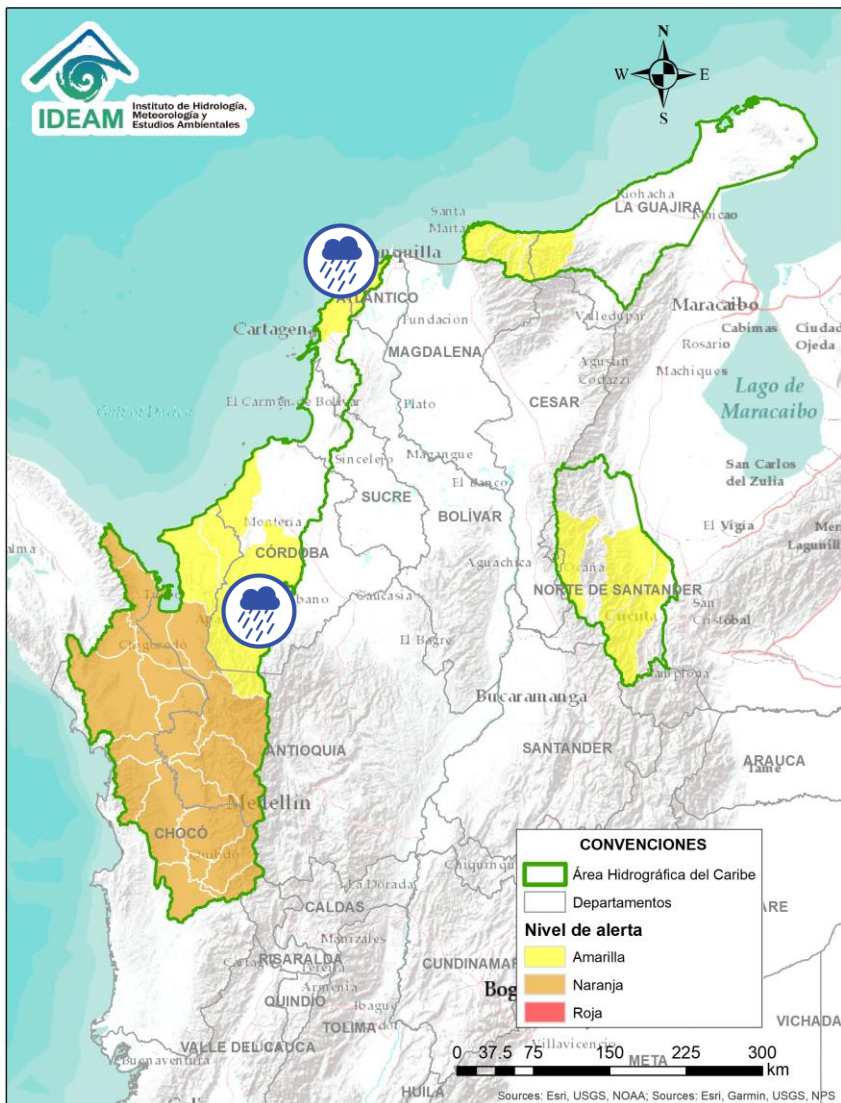 IDEAM
Instituto de Hidrología,
Meteorología y
Estudios Ambientales
N
W
E
S
Riohacha
LA GUAJIRA
Maicao
Santa
Marta
ATLÁNTICO
Cartagena
Fundación
Valledupar
Maracaibo
Cabimas
Ciudad
Ojeda
Rosario
MAGDALENA
Machiques
Agustín
Codazzi
Lago de
Maracaibo
CESAR
El Carmen de Bolívar
Plato
Sincelejo
Magangue
San Carlos
del Zulia
El Banco
SUCRE
BOLÍVAR
Montería
El Vigía
CÓRDOBA
Aguachica
Ocaña
NORTE DE SANTANDER
Caucasia
San
Cristóbal
Cúcuta
El Bagre
Chigorodó
Bucaramanga
ANTIOQUIA
SANTANDER
ARAUCA
Tame
Medellín
CHOCÓ
Quibdó
La Dorada
CALDAS
Manizales
RISARALDA
Pereira
Armenia
QUINDÍO
Ibague
TOLIMA
VALLE DEL CAUCA
Buenaventura
HUILA
Villavicencio
META
VICHADA
CONVENCIONES
Área Hidrográfica del Caribe
Departamentos
Nivel de alerta
Amarilla
Naranja
Roja
0 37.5 75 150 225 300
km
Sources: Esri, USGS, NOAA; Sources: Esri, Garmin, USGS, NPS